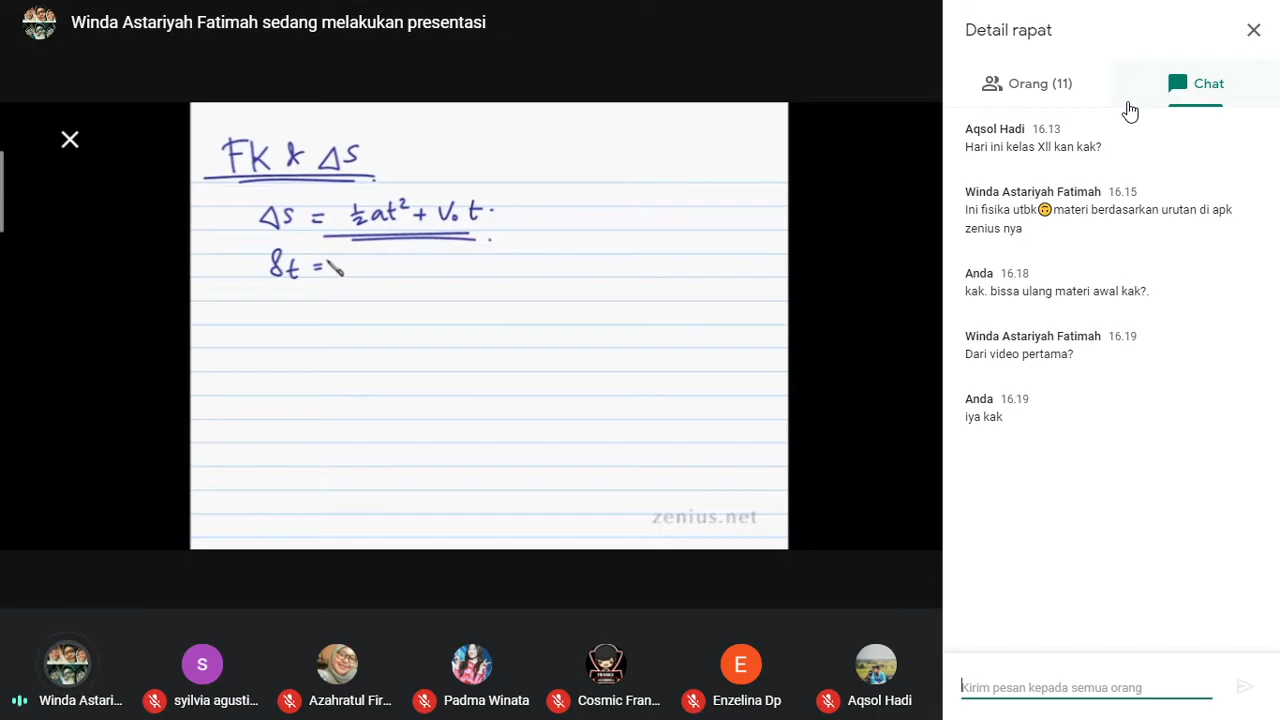 Winda Astariyah Fatimah sedang melakukan presentasi
FK & Δs
Δs = ½at² + V₀ t.
δt =
zenius.net
Winda Astari...
S
syilvia agusti...
Azahratul Fir...
Padma Winata
Cosmic Fran...
E
Enzelina Dp
Aqsol Hadi
Detail rapat
Orang (11)
Chat
Aqsol Hadi 16.13
Hari ini kelas Xll kan kak?
Winda Astariyah Fatimah 16.15
Ini fisika utbk🙃materi berdasarkan urutan di apk
zenius nya
Anda 16.18
kak. bissa ulang materi awal kak?.
Winda Astariyah Fatimah 16.19
Dari video pertama?
Anda 16.19
iya kak
Kirim pesan kepada semua orang